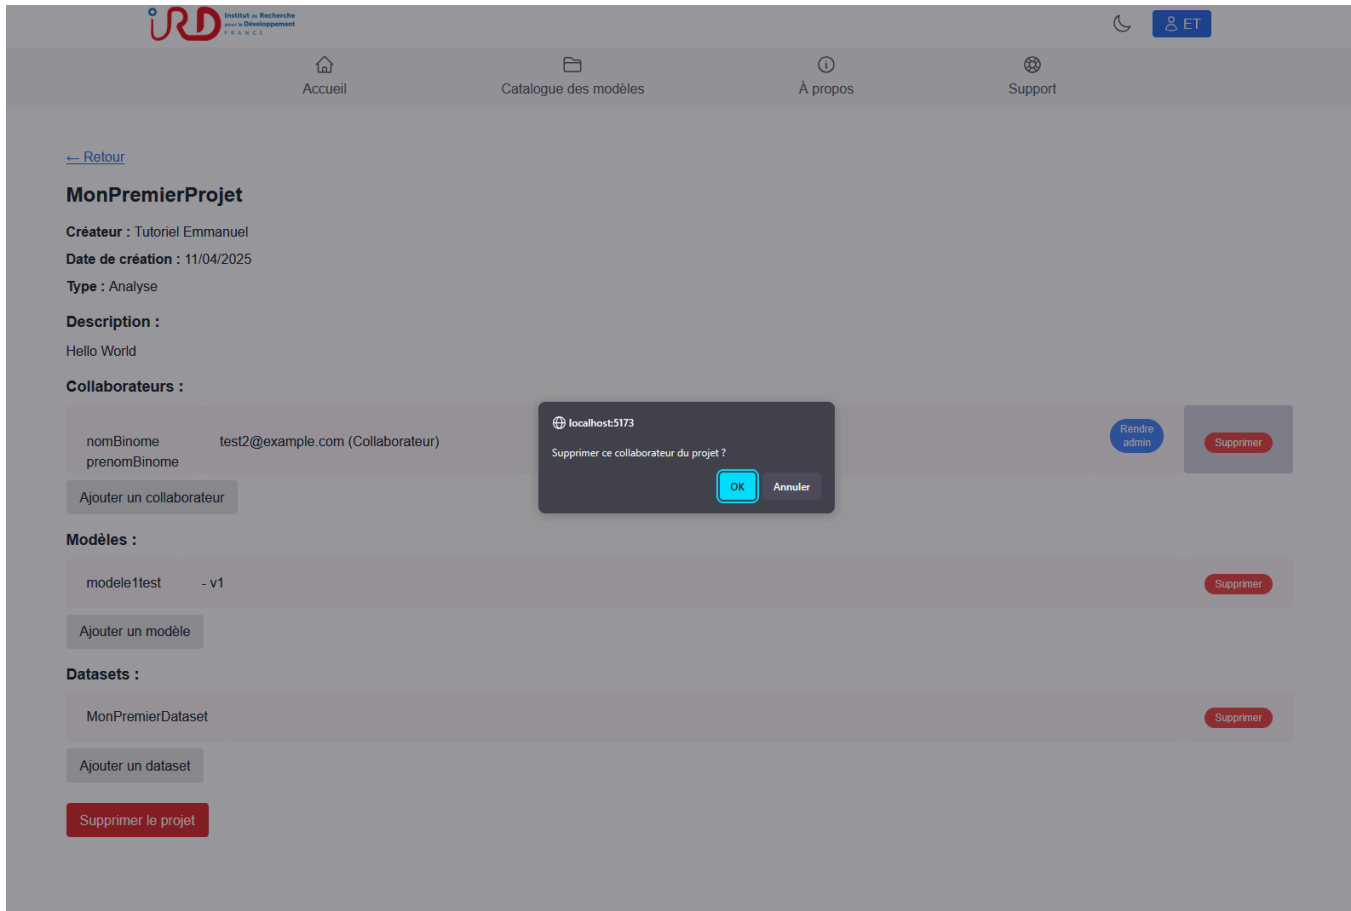 iRD Institut de Recherche
pour le Développement
FRANCE
ET
Accueil
Catalogue des modèles
À propos
Support
← Retour
MonPremierProjet
Créateur : Tutoriel Emmanuel
Date de création : 11/04/2025
Type : Analyse
Description :
Hello World
Collaborateurs :
nomBinome
prenomBinome
test2@example.com (Collaborateur)
Rendre
admin
Supprimer
localhost:5173
Supprimer ce collaborateur du projet ?
OK
Annuler
Ajouter un collaborateur
Modèles :
modele1test - v1
Supprimer
Ajouter un modèle
Datasets :
MonPremierDataset
Supprimer
Ajouter un dataset
Supprimer le projet